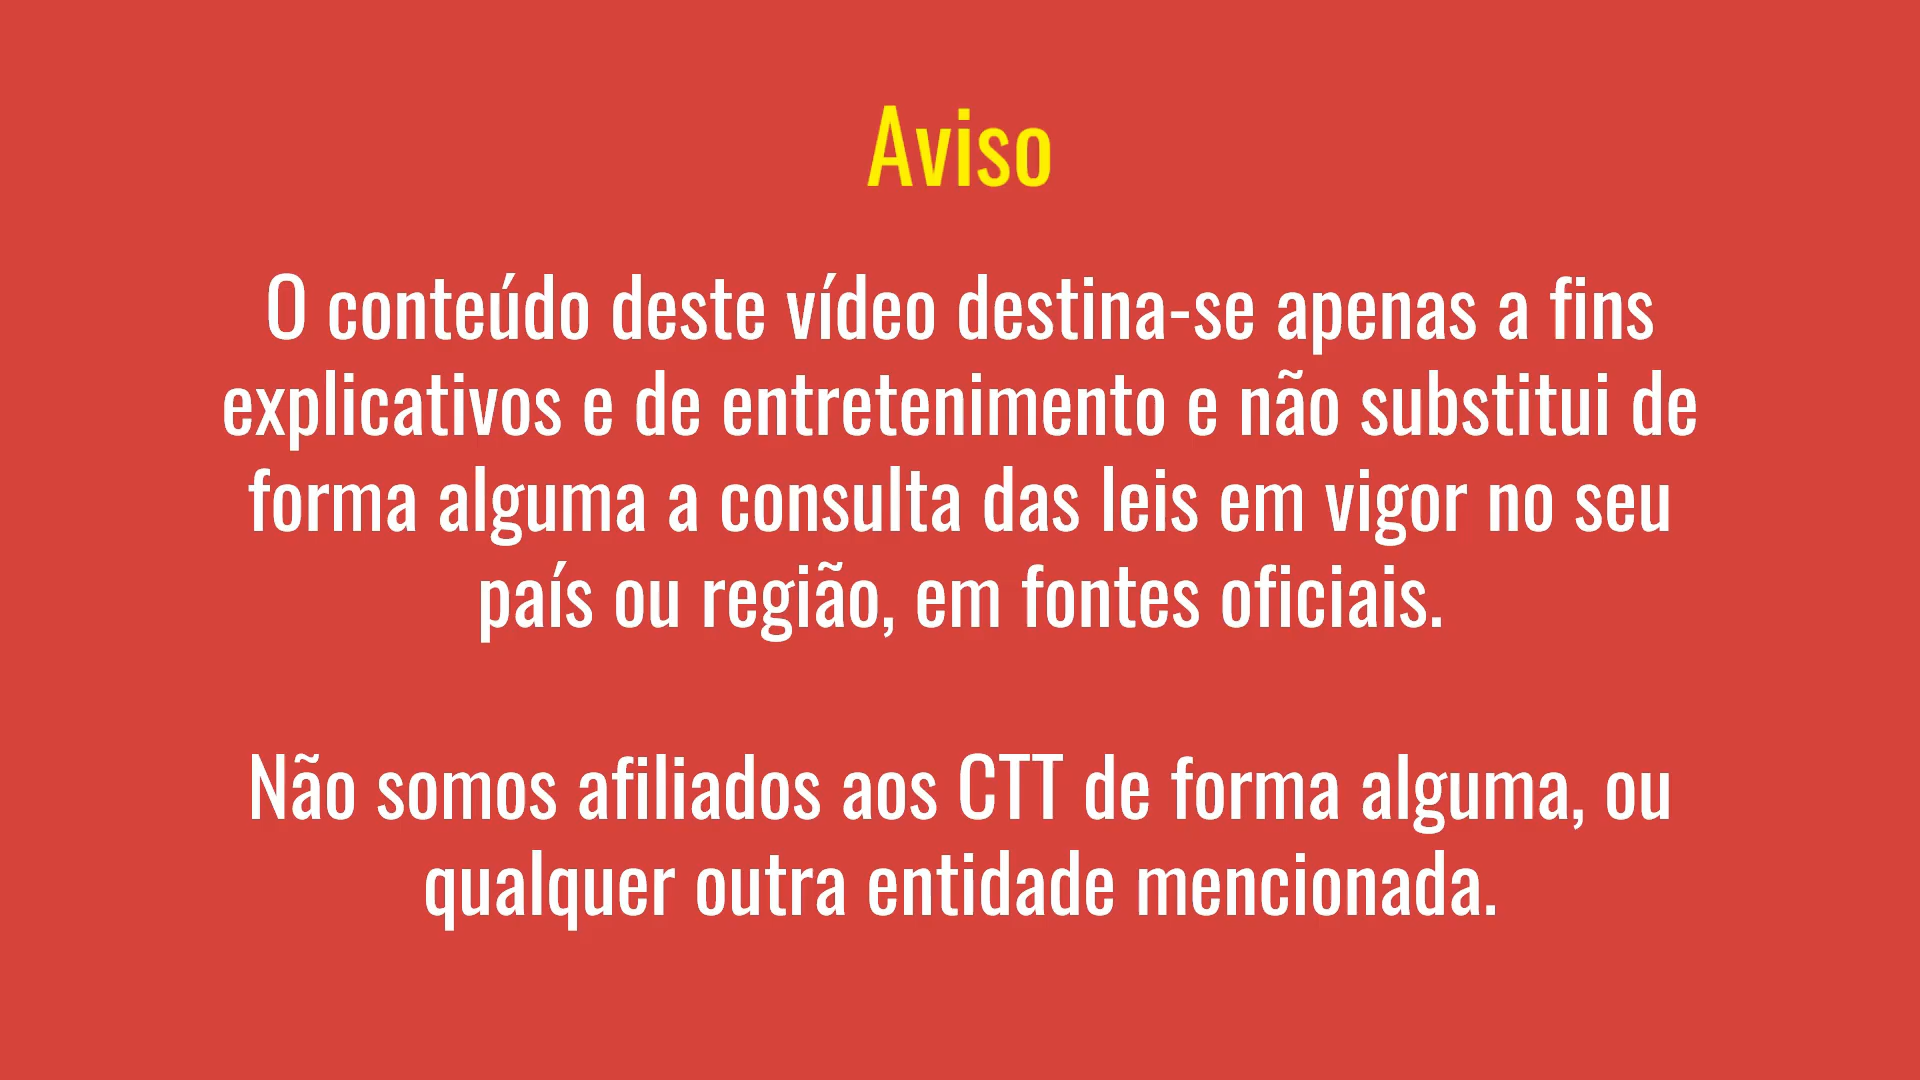 Aviso
O conteúdo deste vídeo destina-se apenas a fins
explicativos e de entretenimento e não substitui de
forma alguma a consulta das leis em vigor no seu
país ou região, em fontes oficiais.
Não somos afiliados aos CTT de forma alguma, ou
qualquer outra entidade mencionada.